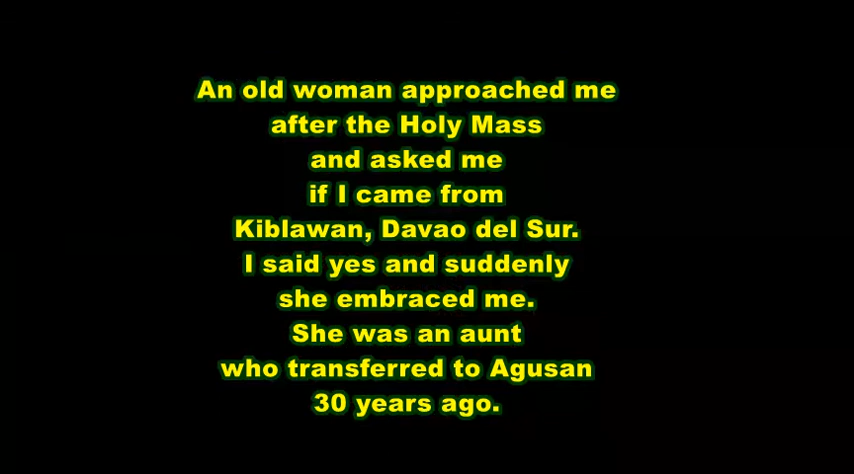 An old woman approached me
after the Holy Mass
and asked me
if I came from
Kiblawan, Davao del Sur.
I said yes and suddenly
she embraced me.
She was an aunt
who transferred to Agusan
30 years ago.